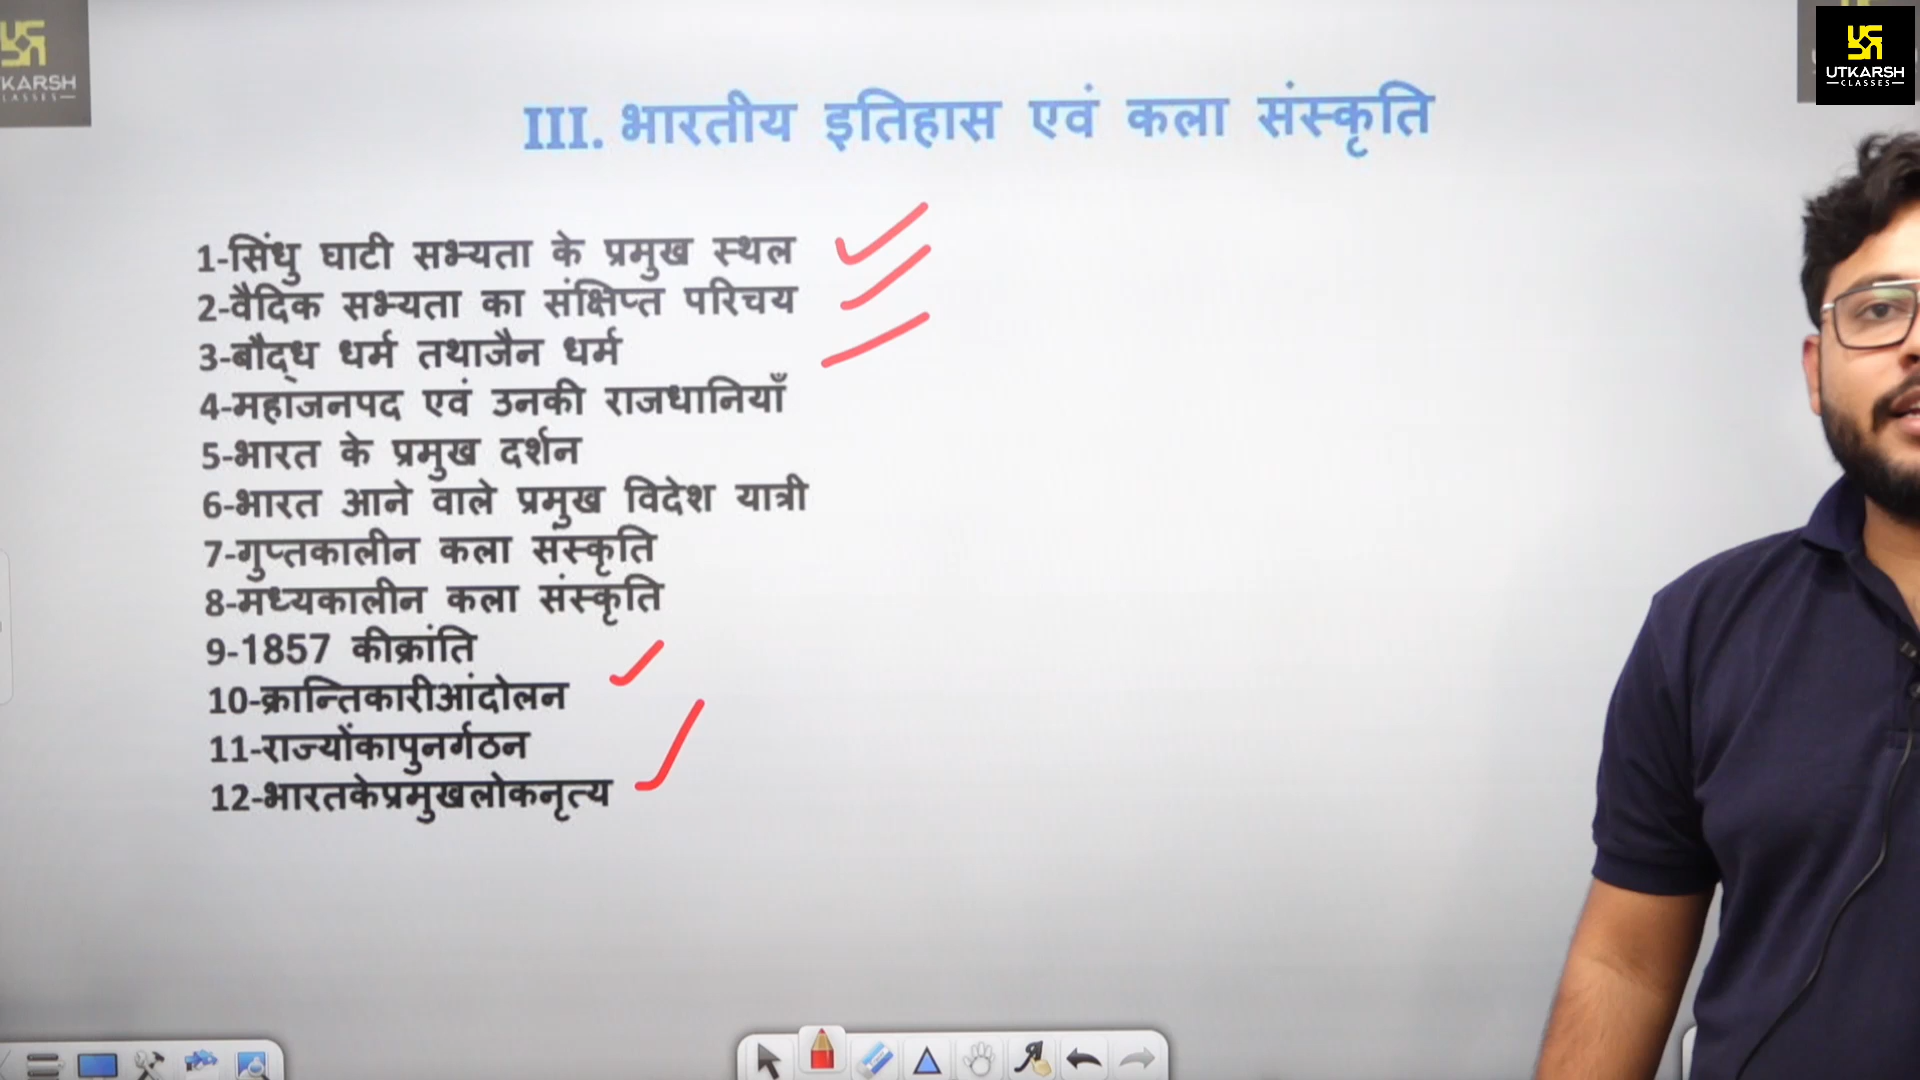 KARSH
CLASSES
UTKARSH
CLASSES
III. भारतीय इतिहास एवं कला संस्कृति
1-सिंधु घाटी सभ्यता के प्रमुख स्थल
2-वैदिक सभ्यता का संक्षिप्त परिचय
3-बौद्ध धर्म तथाजैन धर्म
4-महाजनपद एवं उनकी राजधानियाँ
5-भारत के प्रमुख दर्शन
6-भारत आने वाले प्रमुख विदेश यात्री
7-गुप्तकालीन कला संस्कृति
8-मध्यकालीन कला संस्कृति
9-1857 कीक्रांति
10-क्रान्तिकारीआंदोलन
11-राज्योंकापुनर्गठन
12-भारतकेप्रमुखलोकनृत्य